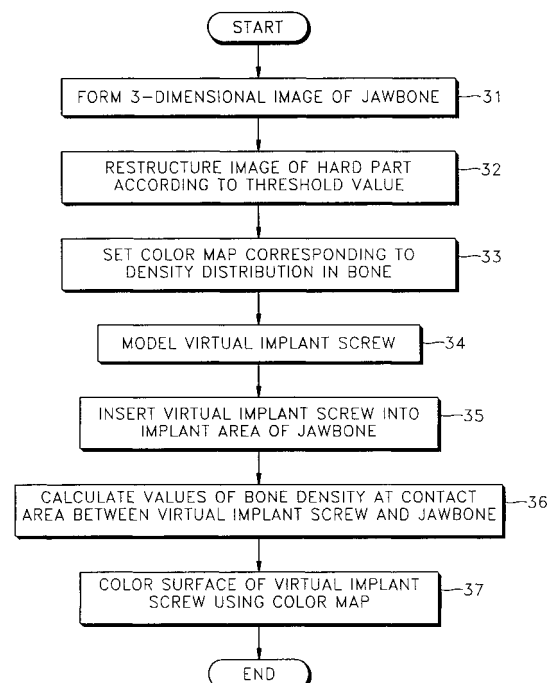 START
FORM 3-DIMENSIONAL IMAGE OF JAWBONE
31
RESTRUCTURE IMAGE OF HARD PART
ACCORDING TO THRESHOLD VALUE
32
SET COLOR MAP CORRESPONDING TO
DENSITY DISTRIBUTION IN BONE
33
MODEL VIRTUAL IMPLANT SCREW
34
INSERT VIRTUAL IMPLANT SCREW INTO
IMPLANT AREA OF JAWBONE
35
CALCULATE VALUES OF BONE DENSITY AT CONTACT
AREA BETWEEN VIRTUAL IMPLANT SCREW AND JAWBONE
36
COLOR SURFACE OF VIRTUAL IMPLANT
SCREW USING COLOR MAP
37
END